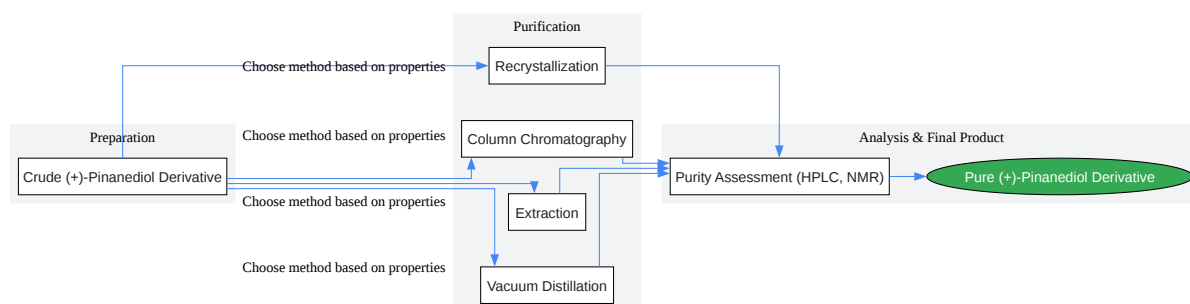 Purification
Choose method based on properties
Recrystallization
Preparation
Choose method based on properties
Column Chromatography
Analysis & Final Product
Crude (+)-Pinanediol Derivative
Purity Assessment (HPLC, NMR)
Pure (+)-Pinanediol Derivative
Choose method based on properties
Extraction
Choose method based on properties
Vacuum Distillation